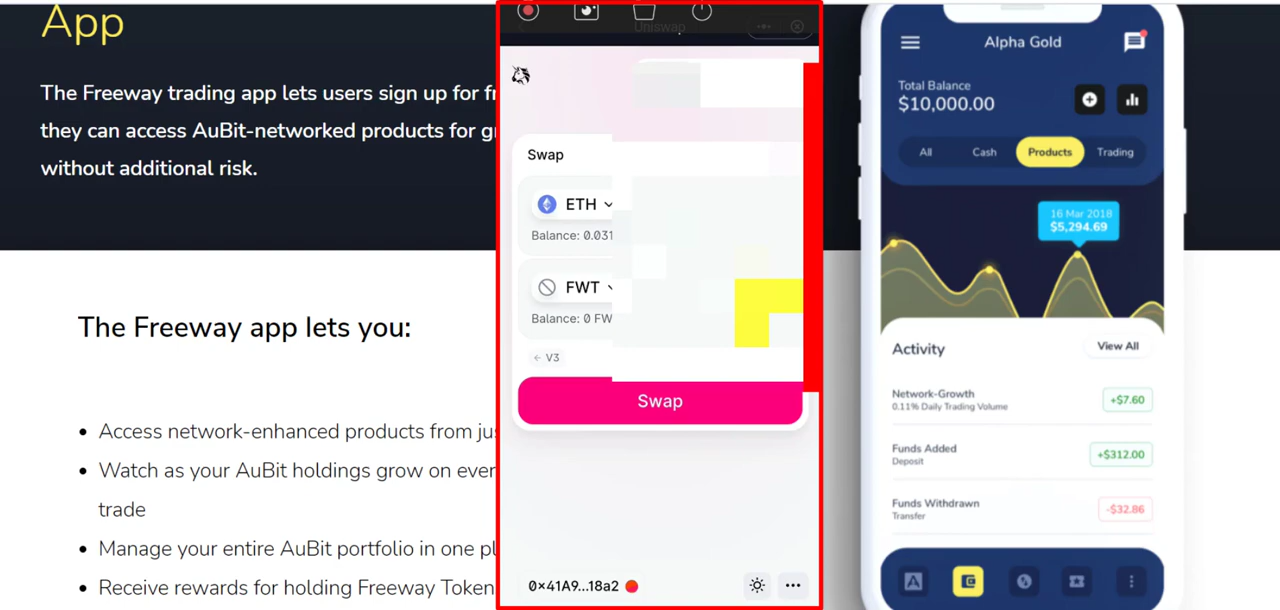 App
The Freeway trading app lets users sign up for fr
they can access AuBit-networked products for g
without additional risk.
The Freeway app lets you:
Access network-enhanced products from jus
Watch as your AuBit holdings grow on ever
trade
Manage your entire AuBit portfolio in one pl
Receive rewards for holding Freeway Token
Uniswap
Swap
ETH
Balance: 0.031
FWT
Balance: 0 FW
← V3
Swap
0×41A9...18a2
Alpha Gold
Total Balance
$10,000.00
All Cash Products Trading
16 Mar 2018
$5,294.69
Activity View All
Network-Growth +$7.60
0.11% Daily Trading Volume
Funds Added +$312.00
Deposit
Funds Withdrawn -$32.86
Transfer